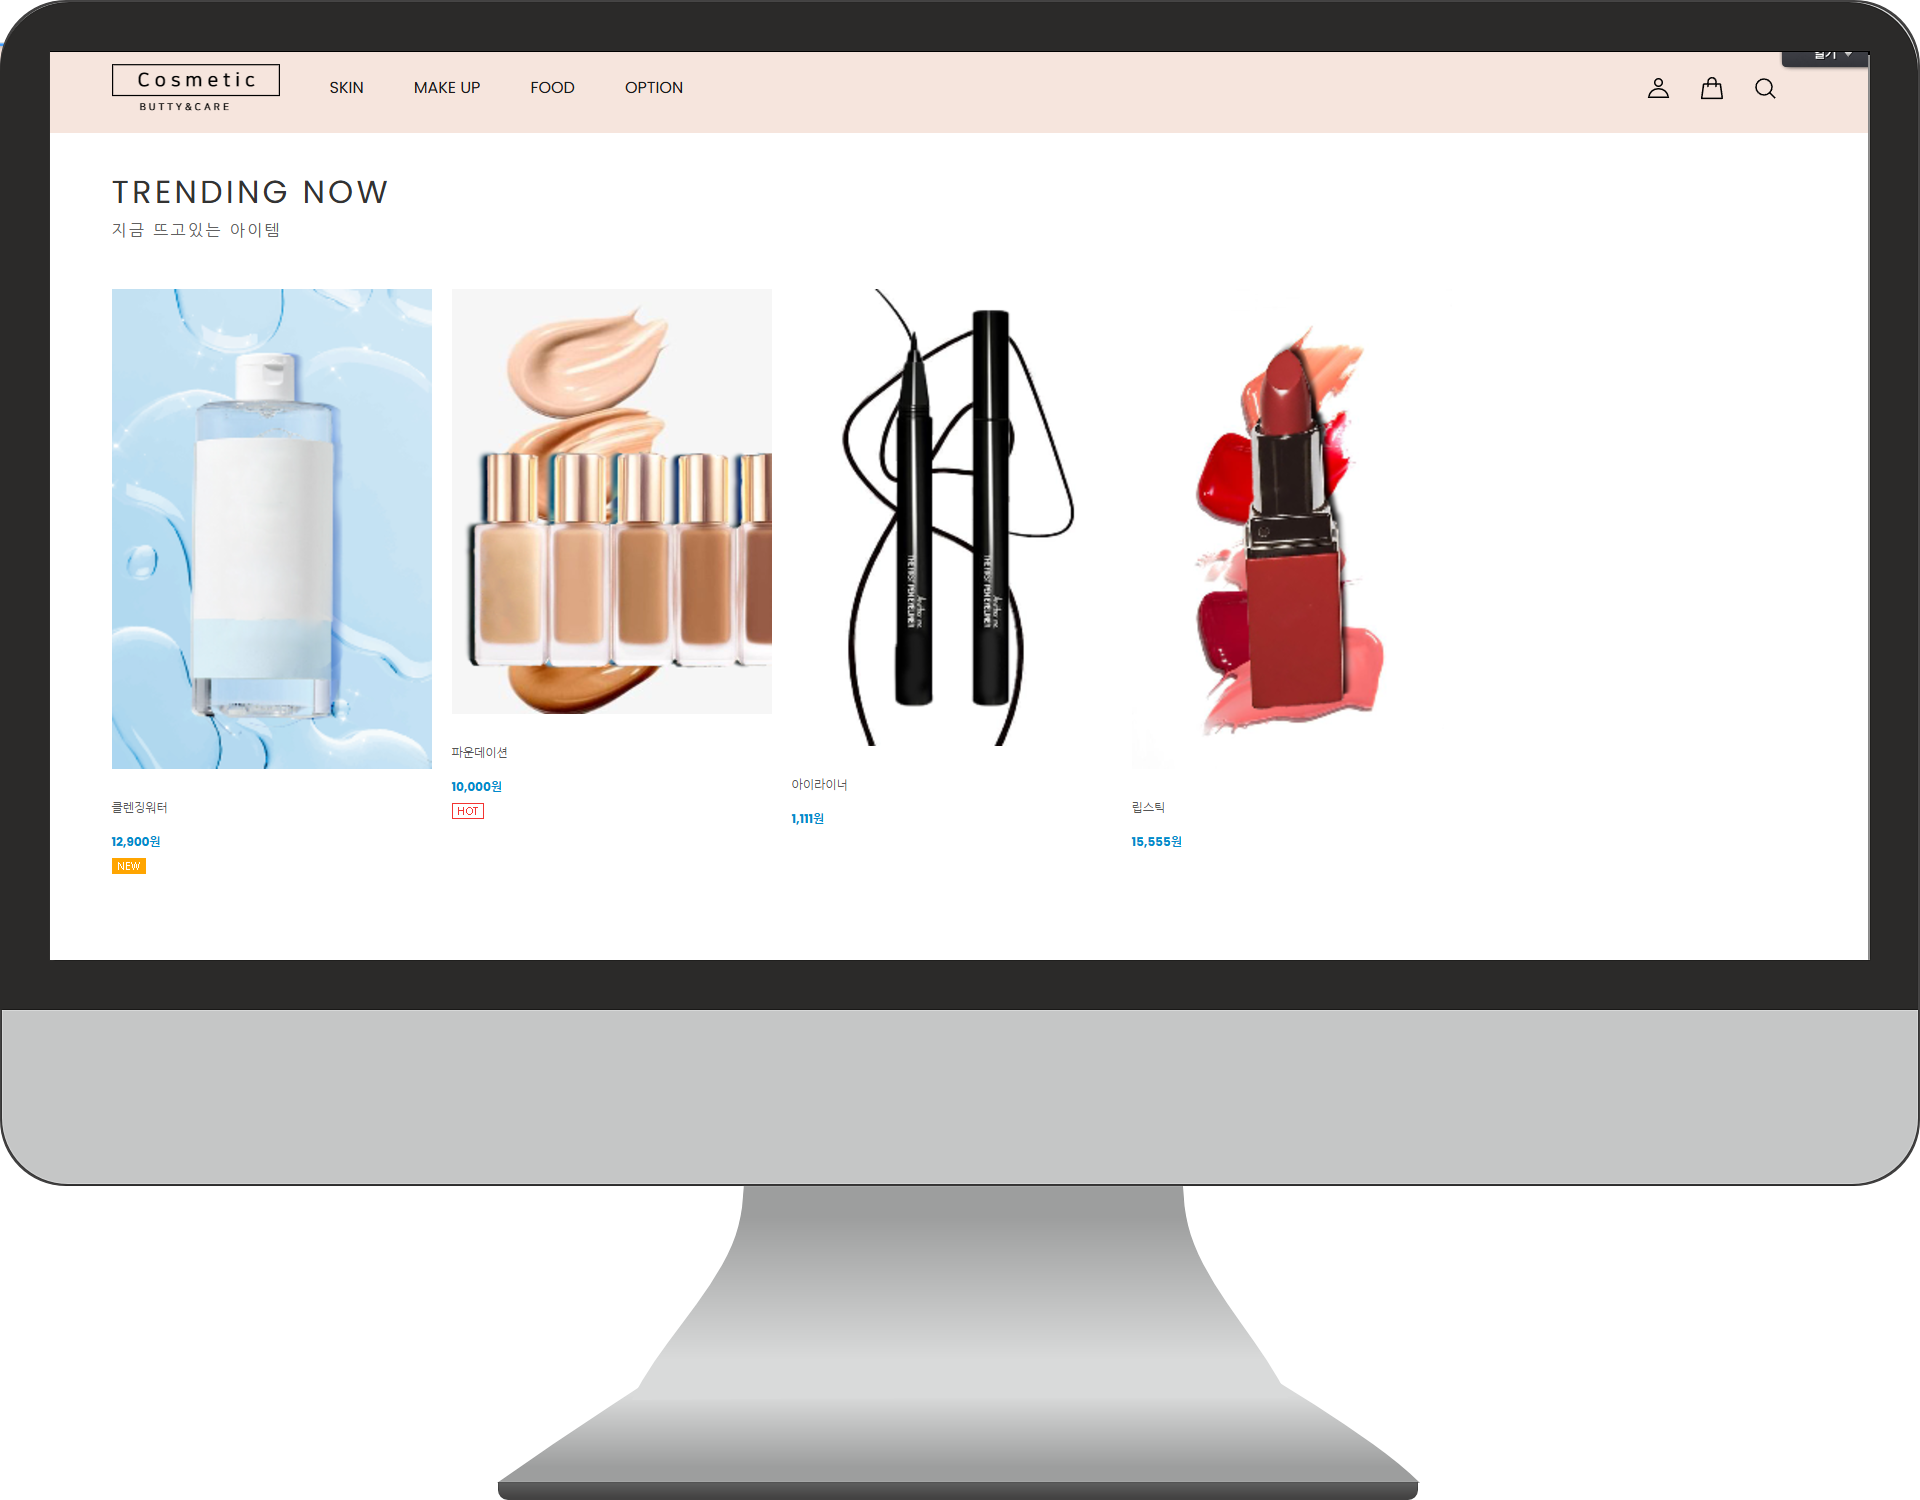 열기
Cosmetic
BUTTY&CARE
SKIN MAKE UP FOOD OPTION
TRENDING NOW
지금 뜨고있는 아이템
클렌징워터
12,900원
NEW
파운데이션
10,000원
HOT
아이라이너
1,111원
립스틱
15,555원